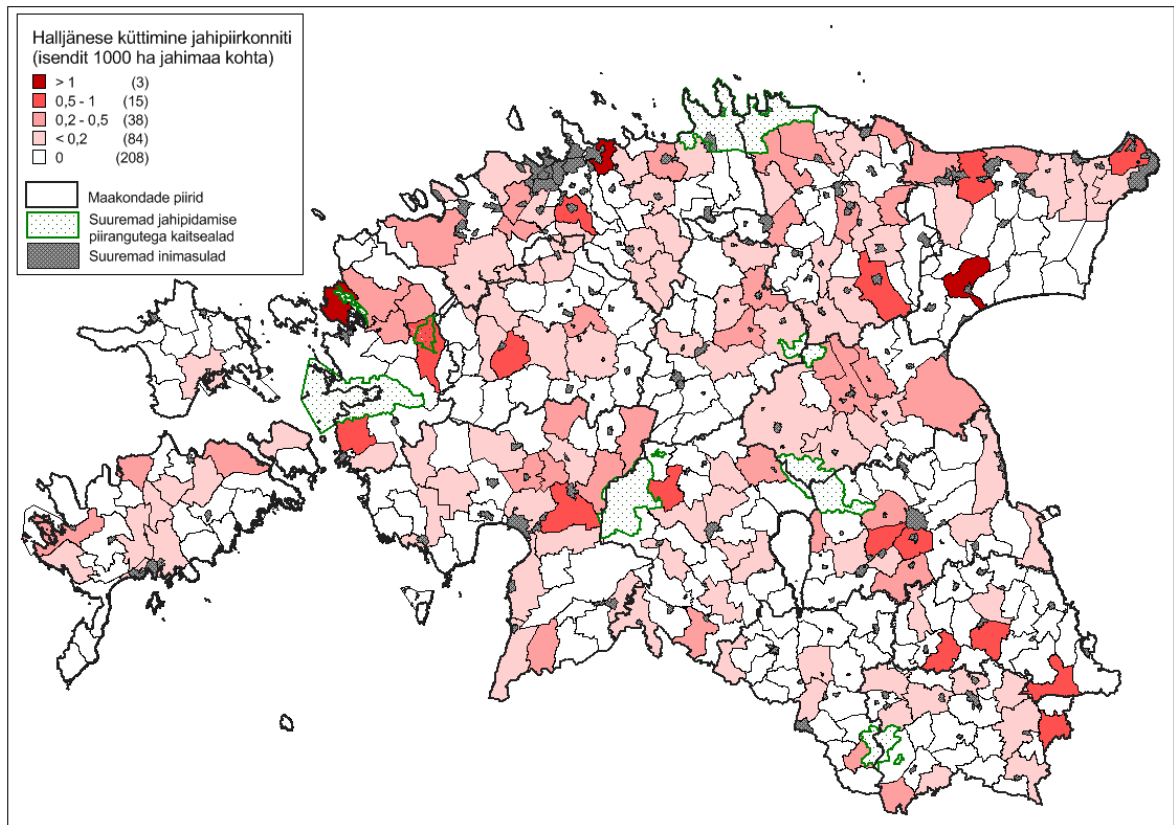 Halljänese küttimine jahipiirkonniti
(isendit 1000 ha jahimaa kohta)
> 1 (3)
0,5 - 1 (15)
0,2 - 0,5 (38)
< 0,2 (84)
0 (208)
Maakondade piirid
Suuremad jahipidamise
piirangutega kaitsealad
Suuremad inimasulad